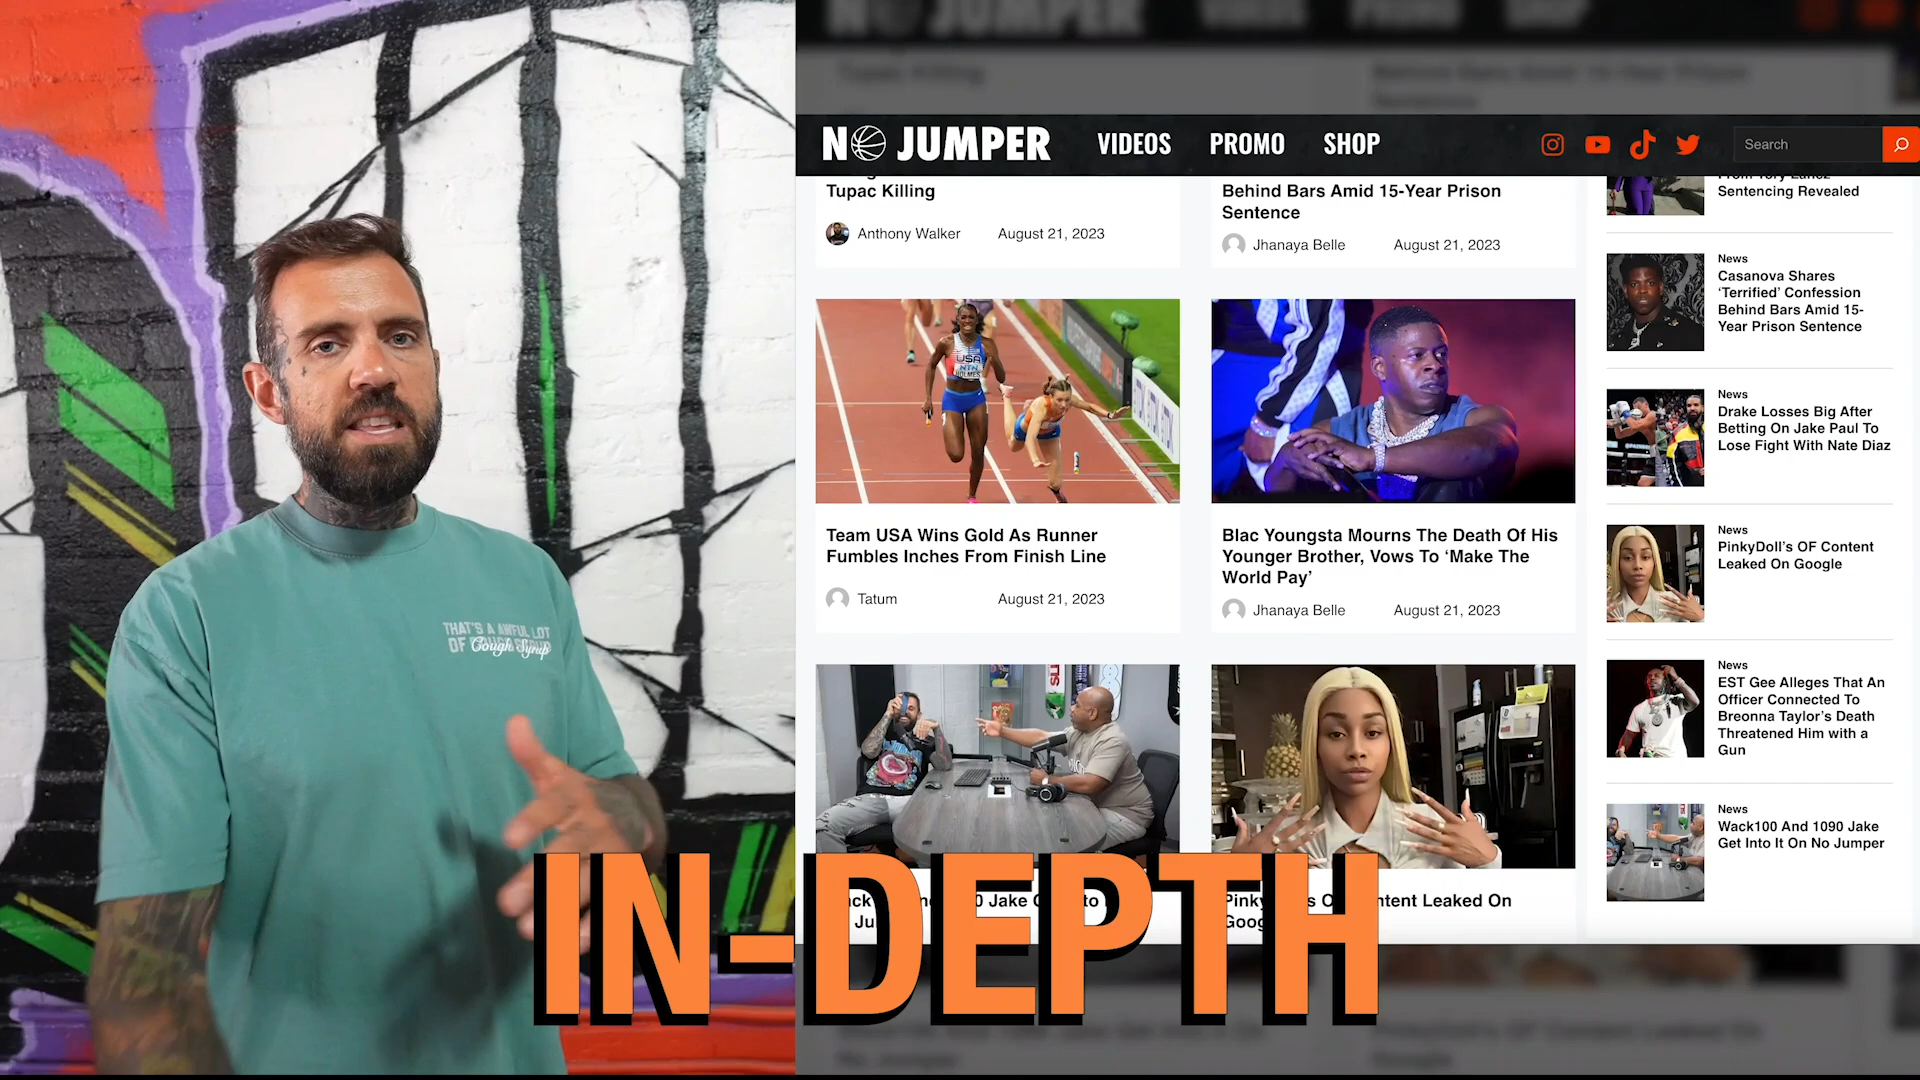 NO JUMPER
VIDEOS
PROMO
SHOP
Search
Tupac Killing
Anthony Walker
August 21, 2023
Behind Bars Amid 15-Year Prison
Sentence
Jhanaya Belle
August 21, 2023
Team USA Wins Gold As Runner
Fumbles Inches From Finish Line
Tatum
August 21, 2023
Blac Youngsta Mourns The Death Of His
Younger Brother, Vows To ‘Make The
World Pay’
Jhanaya Belle
August 21, 2023
USA
NTN
HOLMES
Content Leaked On
Sentencing Revealed
News
Casanova Shares
‘Terrified’ Confession
Behind Bars Amid 15-
Year Prison Sentence
News
Drake Losses Big After
Betting On Jake Paul To
Lose Fight With Nate Diaz
News
PinkyDoll’s OF Content
Leaked On Google
News
EST Gee Alleges That An
Officer Connected To
Breonna Taylor’s Death
Threatened Him with a
Gun
News
Wack100 And 1090 Jake
Get Into It On No Jumper
THAT'S A AWFUL LOT
OF Cough Syrup
IN-DEPTH